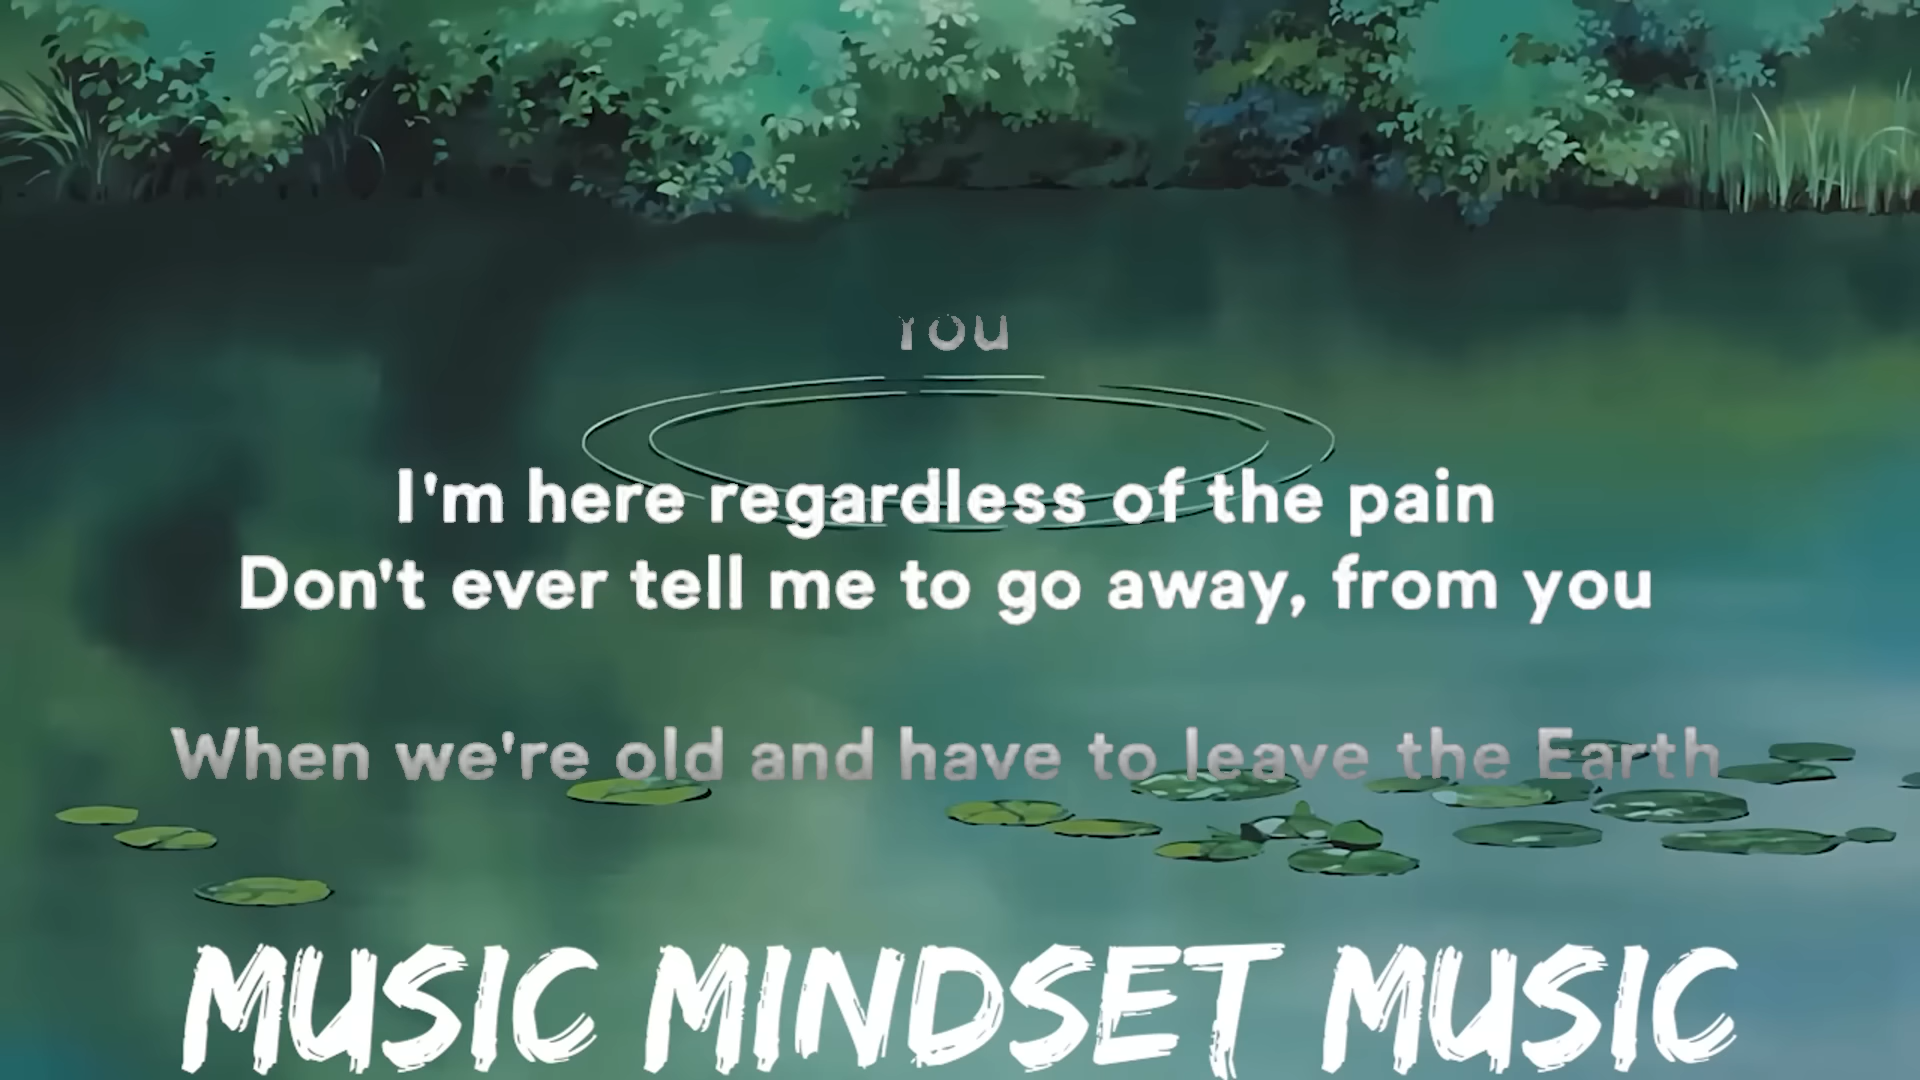 You
I'm here regardless of the pain
Don't ever tell me to go away, from you
When we're old and have to leave the Earth
MUSIC MINDSET MUSIC